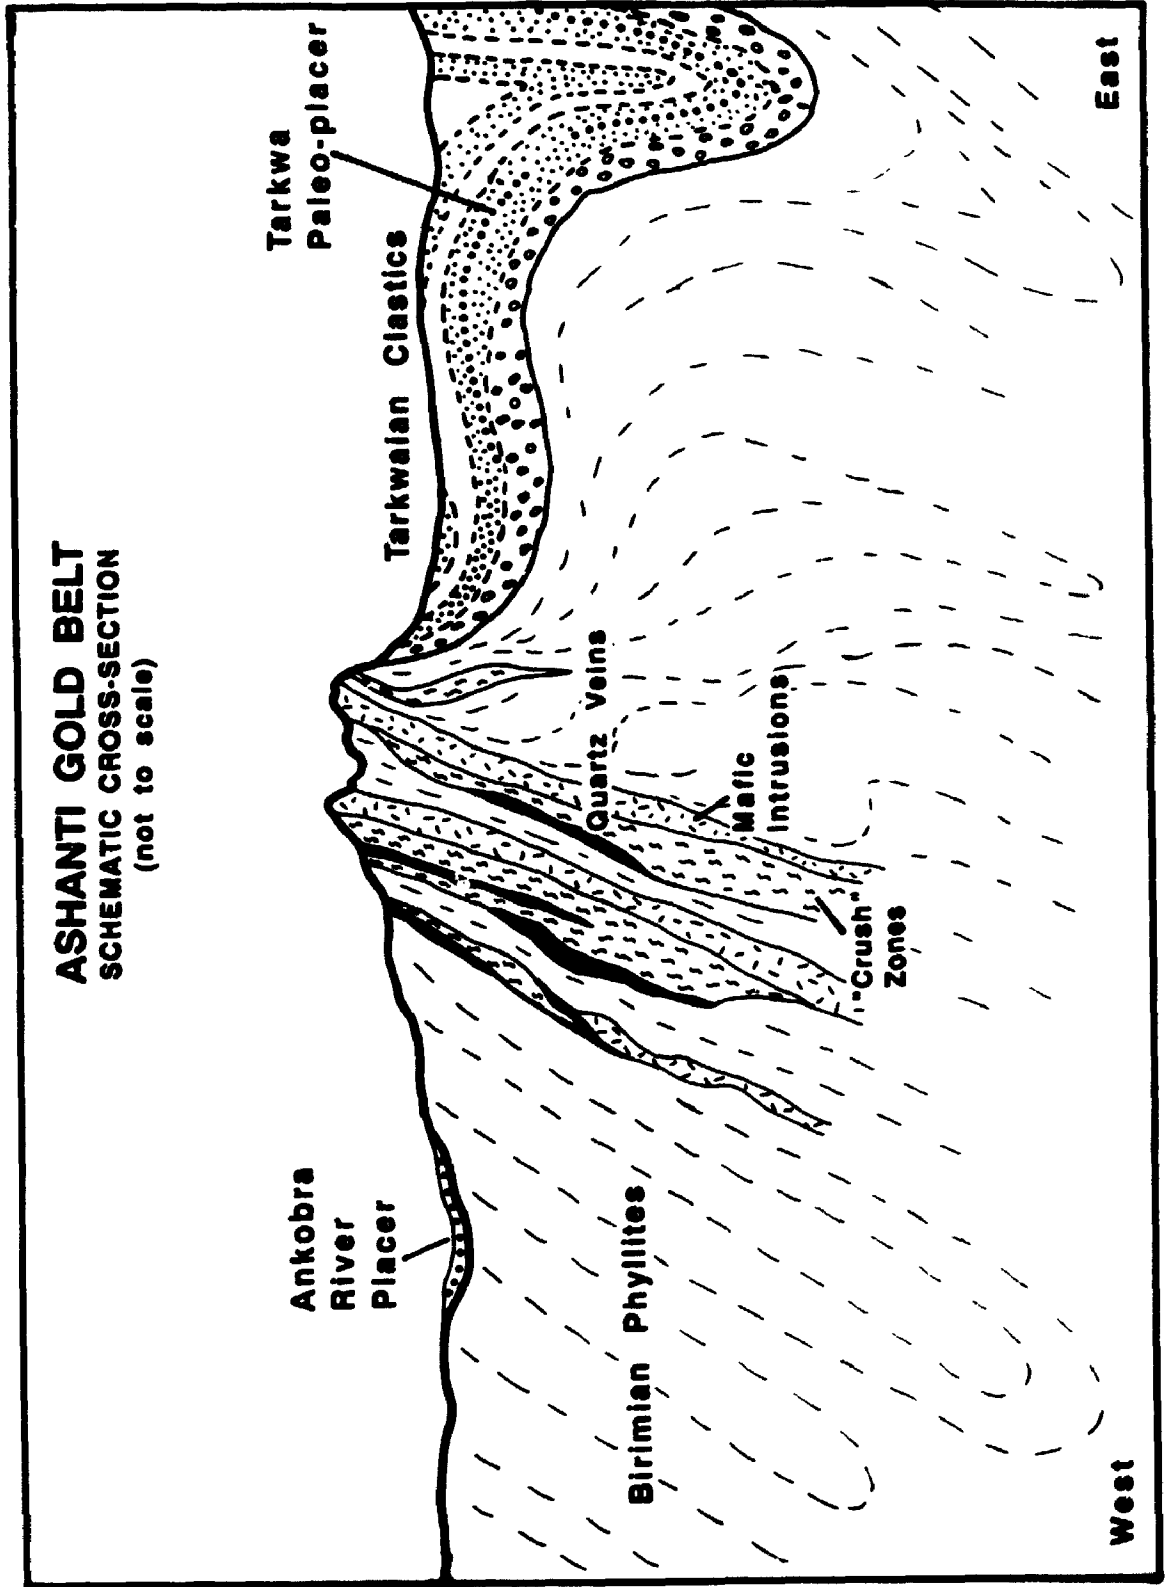 ASHANTI GOLD BELT
SCHEMATIC CROSS-SECTION
(not to scale)
Ankobra
River
Placer
Tarkwa
Paleo-placer
Tarkwaian Clastics
Birimian Phyllites
Quartz Veins
Mafic
Intrusions
"Crush"
Zones
West
East